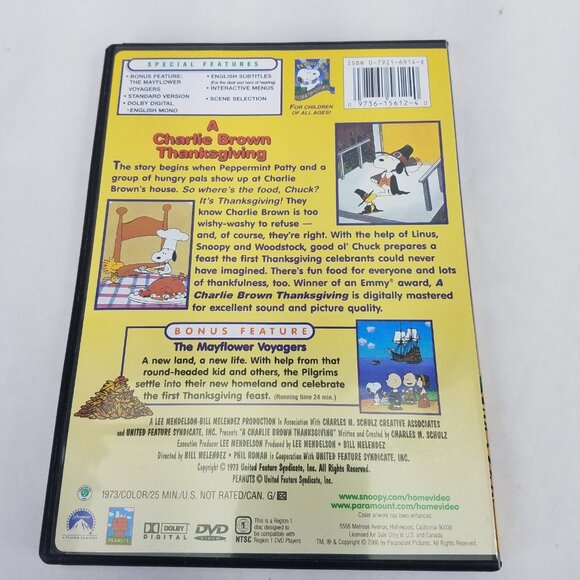 SPECIAL FEATURES
• BONUS FEATURE:
THE MAYFLOWER
VOYAGERS
• STANDARD VERSION
• DOLBY DIGITAL
• ENGLISH MONO
• ENGLISH SUBTITLES
(For the deaf and hard of hearing)
• INTERACTIVE MENUS
• SCENE SELECTION
FOR CHILDREN
OF ALL AGES!
ISBN 0-7921-6914-X
0 9736-15612-4 0
A
Charlie Brown
Thanksgiving
The story begins when Peppermint Patty and a
group of hungry pals show up at Charlie
Brown's house. So where's the food, Chuck?
It's Thanksgiving! They
know Charlie Brown is too
wishy-washy to refuse —
and, of course, they're right. With the help of Linus,
Snoopy and Woodstock, good ol' Chuck prepares a
feast the first Thanksgiving celebrants could never
have imagined. There's fun food for everyone and lots
of thankfulness, too. Winner of an Emmy® award, A
Charlie Brown Thanksgiving is digitally mastered
for excellent sound and picture quality.
BONUS FEATURE
The Mayflower Voyagers
A new land, a new life. With help from that
round-headed kid and others, the Pilgrims
settle into their new homeland and celebrate
the first Thanksgiving feast. (Running time 24 min.)
A LEE MENDELSON-BILL MELENDEZ PRODUCTION In Association With CHARLES M. SCHULZ CREATIVE ASSOCIATES
and UNITED FEATURE SYNDICATE, INC. Presents "A CHARLIE BROWN THANKSGIVING" Written and Created by CHARLES M. SCHULZ
Executive Producer LEE MENDELSON Produced by LEE MENDELSON • BILL MELENDEZ
Directed by BILL MELENDEZ • PHIL ROMAN In Cooperation With UNITED FEATURE SYNDICATE, INC.
Copyright © 1973 United Feature Syndicate, Inc. All Rights Reserved.
PEANUTS © United Feature Syndicate, Inc.
1973/COLOR/25 MIN./U.S. NOT RATED/CAN. G/
www.snoopy.com/homevideo
www.paramount.com/homevideo
Cover artwork has been enhanced.
PEANUTS
DOLBY
DIGITAL
DVD
VIDEO
1
NTSC
This is a Region 1
disc designed to
be compatible with
Region 1 DVD Players
5555 Melrose Avenue, Hollywood, California 90038
Licensed for Sale Only in U.S. and Canada.
TM, ® & Copyright © 2000 by Paramount Pictures. All Rights Reserved.